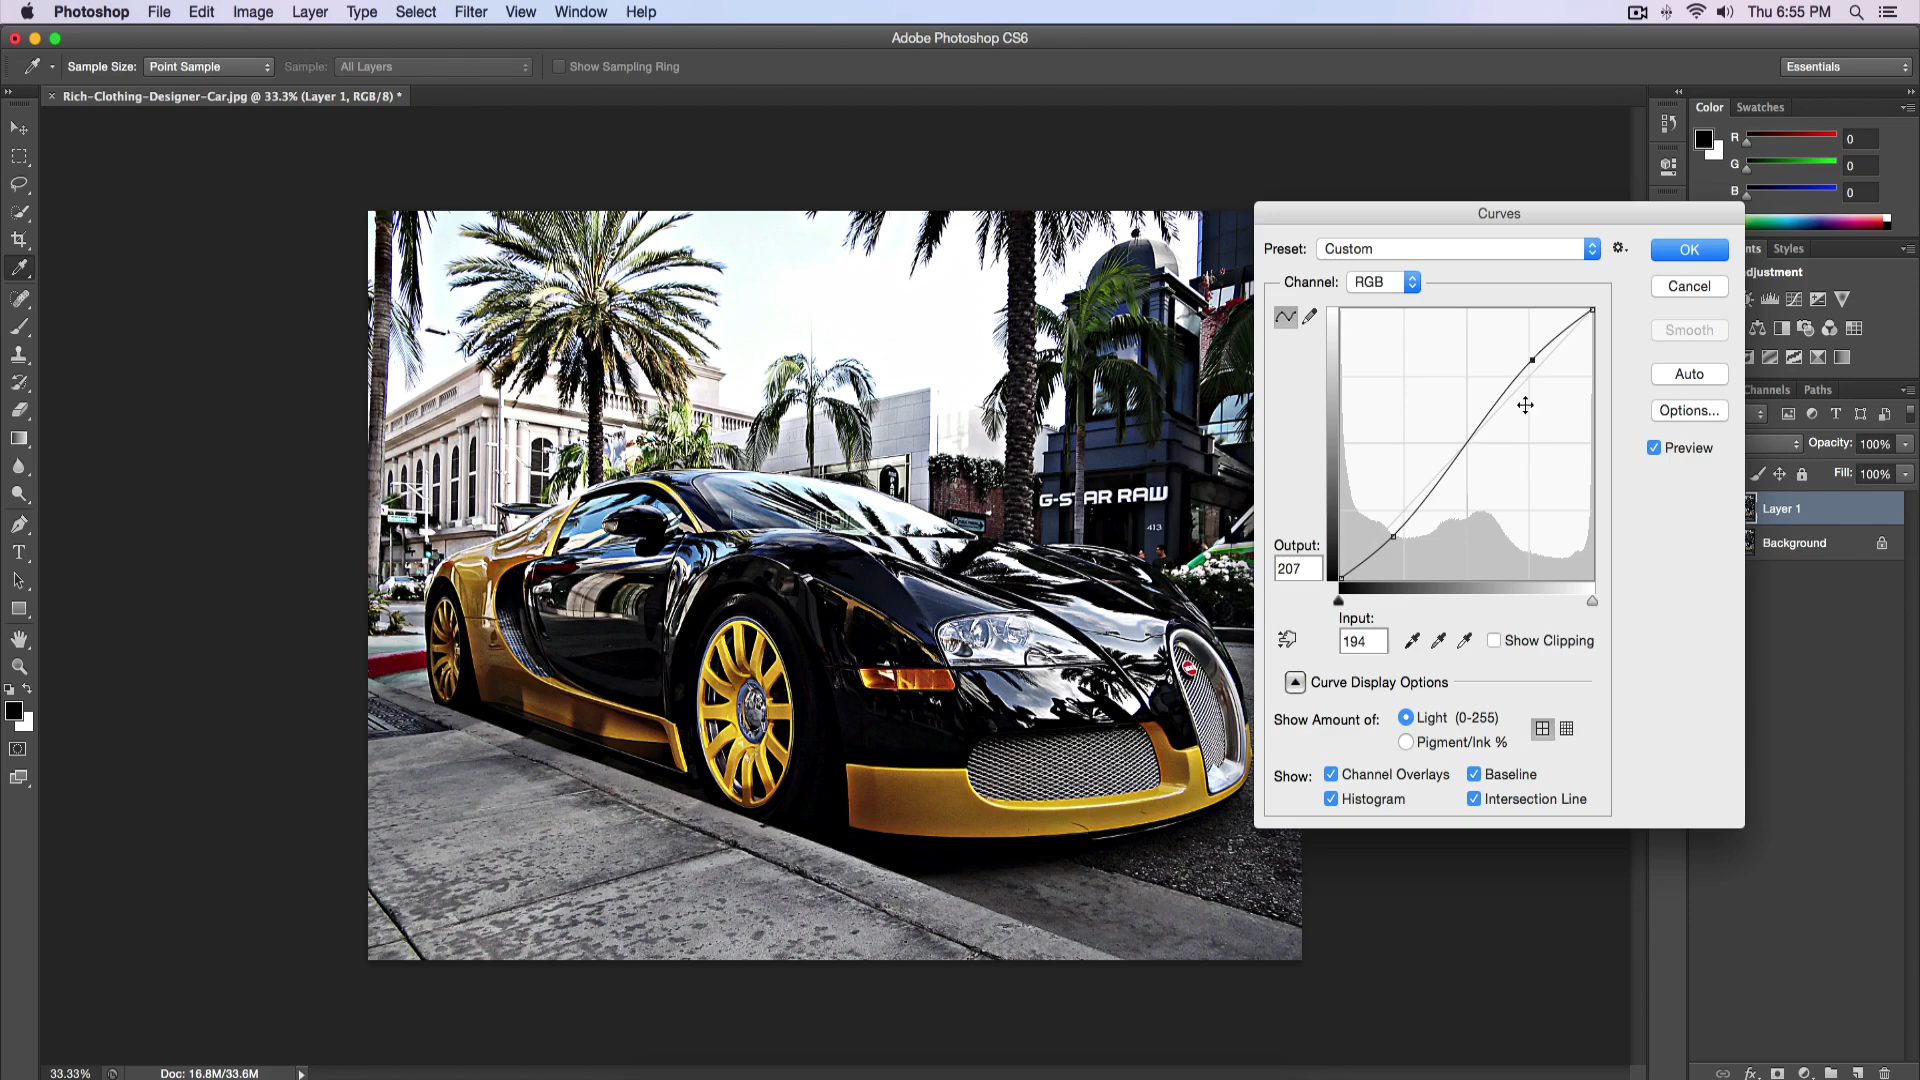 Photoshop File Edit Image Layer Type Select Filter View Window Help Thu 6:55 PM
Adobe Photoshop CS6
Sample Size: Point Sample Sample: All Layers Show Sampling Ring Essentials
× Rich-Clothing-Designer-Car.jpg @ 33.3% (Layer 1, RGB/8) *
Color Swatches
R 0
G 0
B 0
Curves
Preset: Custom OK
nts Styles
djustment
Channel: RGB Cancel
Smooth
Auto
hannels Paths
Options...
Opacity: 100%
Preview
Fill: 100%
G-STAR RAW
413
Layer 1
Output:
207
Background
Input:
194
Show Clipping
Curve Display Options
Show Amount of: Light (0-255)
Pigment/Ink %
Show: Channel Overlays Baseline
Histogram Intersection Line
33.33% Doc: 16.8M/33.6M